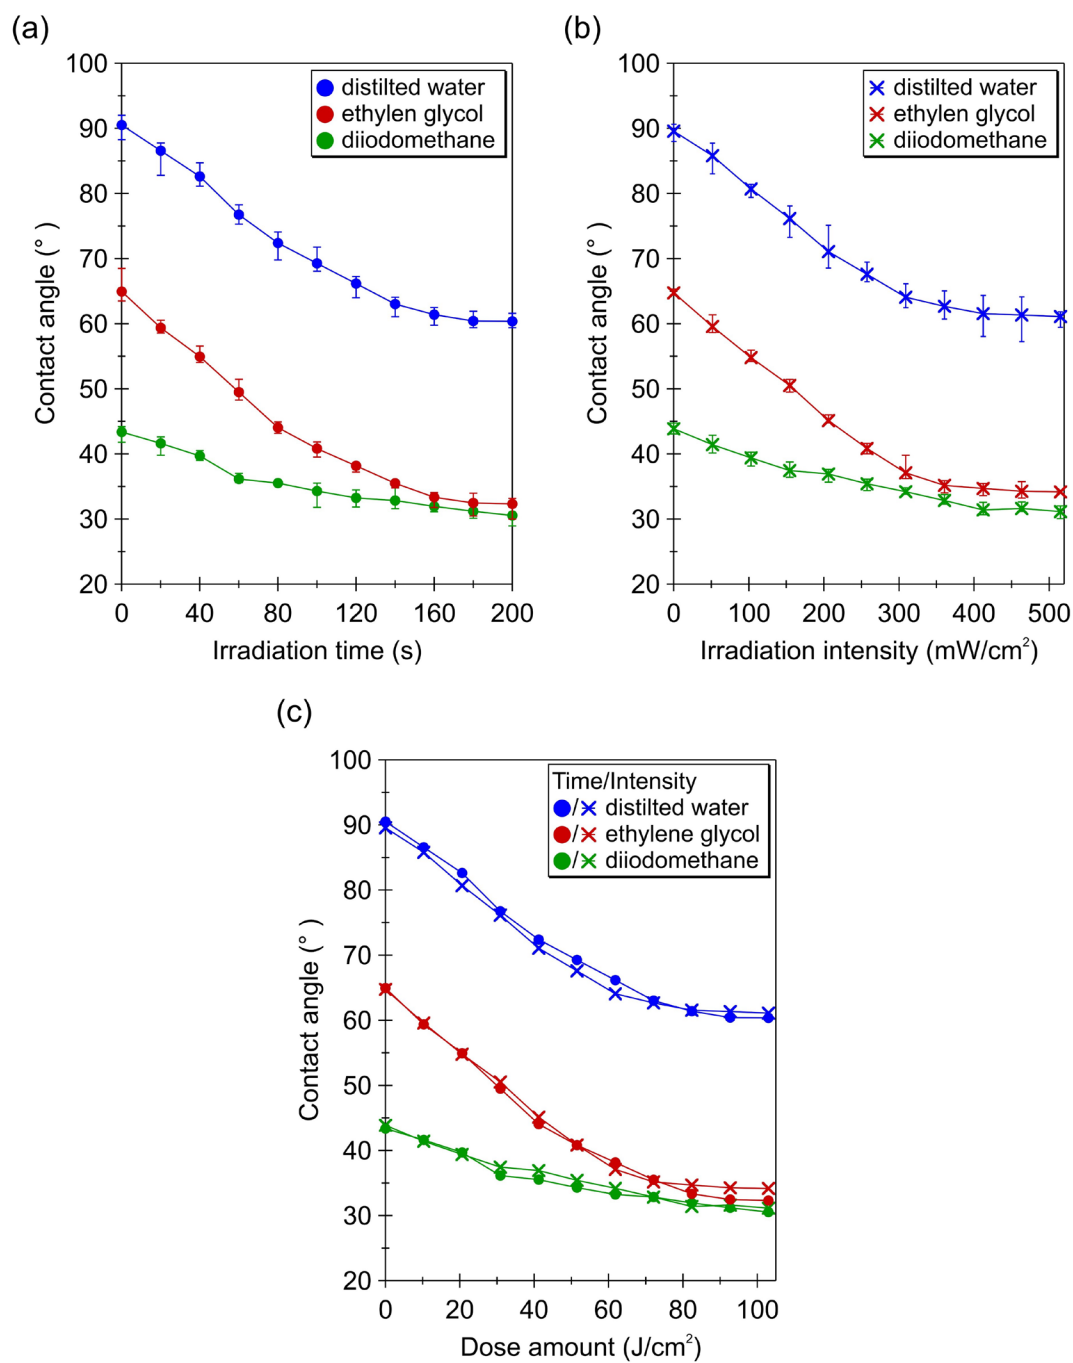 (a)
100
90
80
70
60
50
40
30
20
Contact angle (°)
distilted water
ethylen glycol
diiodomethane
0 40 80 120 160 200
Irradiation time (s)
(b)
100
90
80
70
60
50
40
30
20
Contact angle (°)
distilted water
ethylen glycol
diiodomethane
0 100 200 300 400 500
Irradiation intensity (mW/cm²)
(c)
100
90
80
70
60
50
40
30
20
Contact angle (°)
Time/Intensity
/ distilted water
/ ethylene glycol
/ diiodomethane
0 20 40 60 80 100
Dose amount (J/cm²)